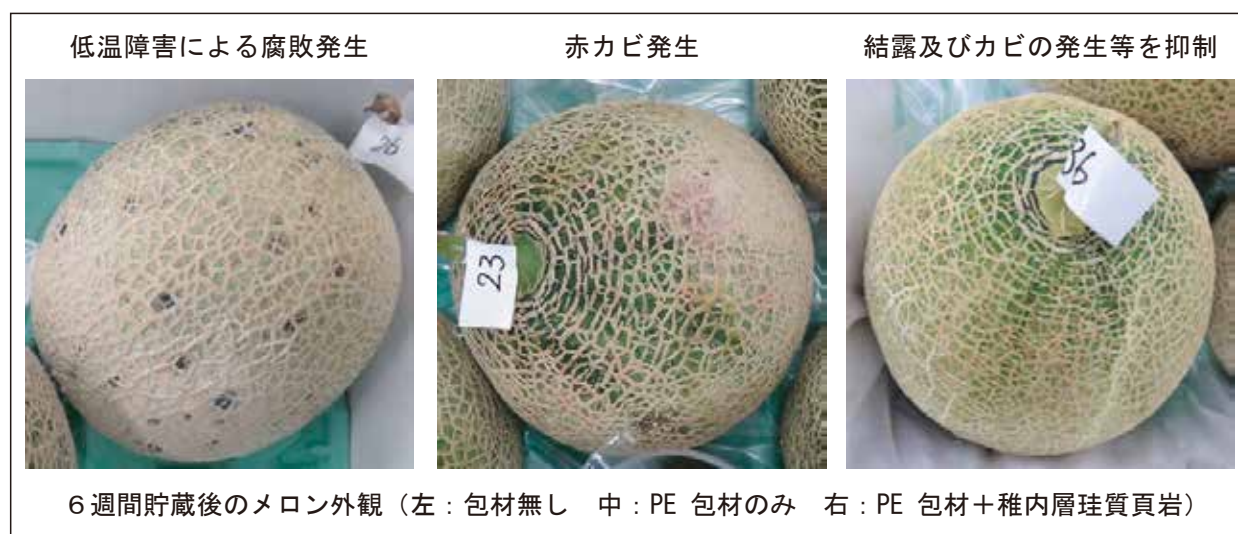 低温障害による腐敗発生
赤カビ発生
結露及びカビの発生等を抑制
26
23
36
6週間貯蔵後のメロン外観（左：包材無し　中：PE 包材のみ　右：PE 包材＋稚内層珪質頁岩）